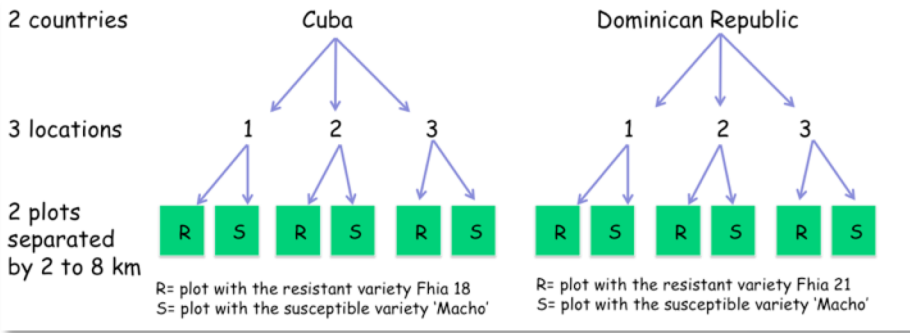 2 countries
Cuba
Dominican Republic
3 locations
1
2
3
1
2
3
2 plots
separated
by 2 to 8 km
R
S
R
S
R
S
R
S
R
S
R
S
R= plot with the resistant variety Fhia 18
S= plot with the susceptible variety 'Macho'
R= plot with the resistant variety Fhia 21
S= plot with the susceptible variety 'Macho'